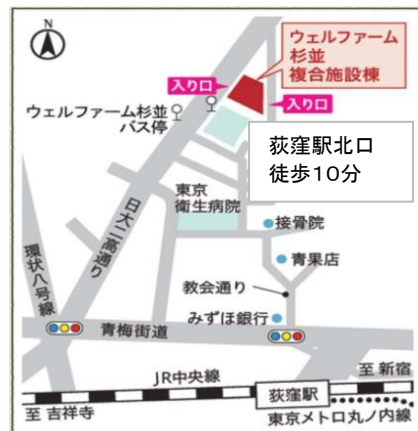 N
ウェルファーム
杉並
複合施設棟
入り口
入り口
ウェルファーム杉並
バス停
荻窪駅北口
徒歩10分
東京
衛生病院
日大二高通り
環状八号線
接骨院
青果店
教会通り
みずほ銀行
青梅街道
JR中央線
至 新宿
荻窪駅
至 吉祥寺
東京メトロ丸ノ内線